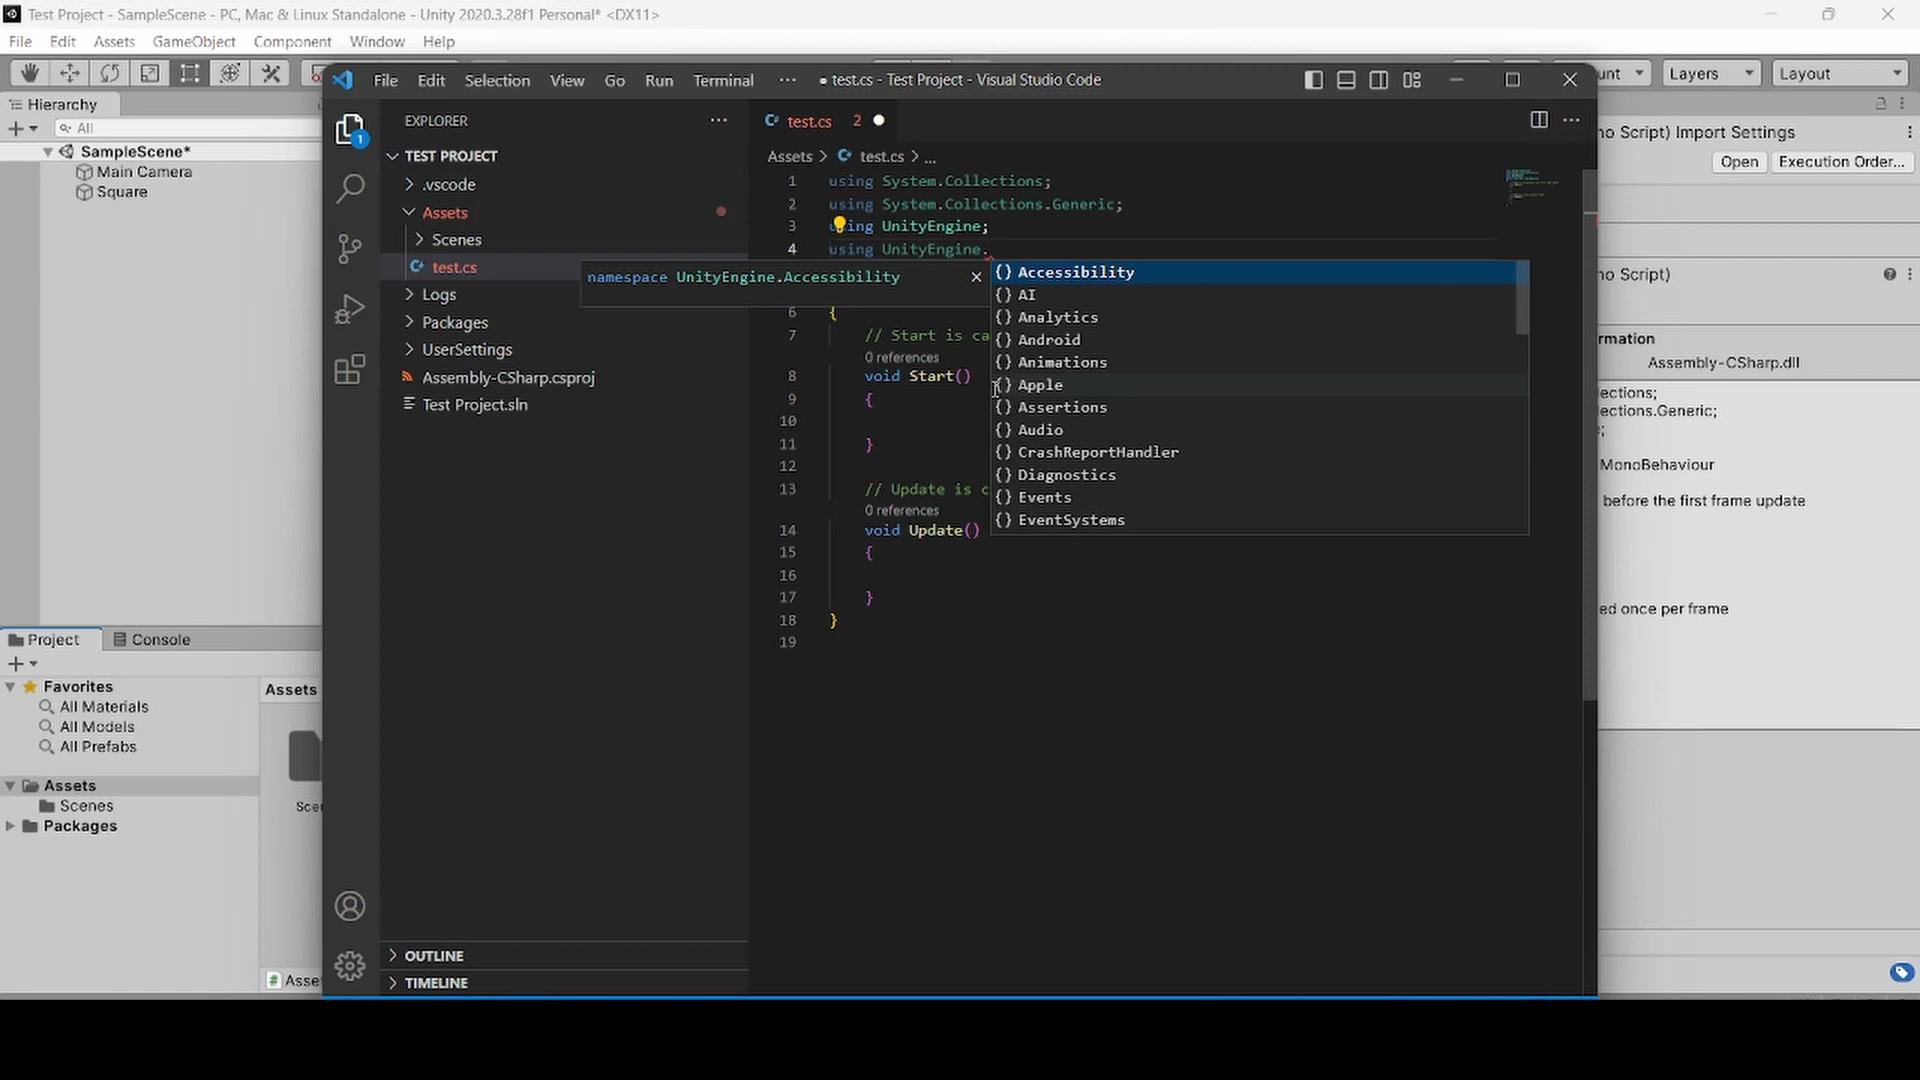 Test Project - SampleScene - PC, Mac & Linux Standalone - Unity 2020.3.28f1 Personal* <DX11>
File Edit Assets GameObject Component Window Help
Layers Layout
Hierarchy
All
SampleScene*
Main Camera
Square
Project Console
Favorites
All Materials
All Models
All Prefabs
Assets
Scenes
Packages
Assets
File Edit Selection View Go Run Terminal ··· ● test.cs - Test Project - Visual Studio Code
1
EXPLORER
TEST PROJECT
.vscode
Assets
Scenes
test.cs
Logs
Packages
UserSettings
Assembly-CSharp.csproj
Test Project.sln
OUTLINE
TIMELINE
test.cs 2
Assets > test.cs > ...
1 using System.Collections;
2 using System.Collections.Generic;
3 ing UnityEngine;
4 using UnityEngine.
namespace UnityEngine.Accessibility
Accessibility
AI
Analytics
Android
Animations
Apple
Assertions
Audio
CrashReportHandler
Diagnostics
Events
EventSystems
6 {
7 // Start is ca
0 references
8 void Start()
9 {
10
11 }
12
13 // Update is c
0 references
14 void Update()
15 {
16
17 }
18 }
19
no Script) Import Settings
Open Execution Order...
no Script)
rmation
Assembly-CSharp.dll
ections;
ections.Generic;
;
MonoBehaviour
before the first frame update
ed once per frame